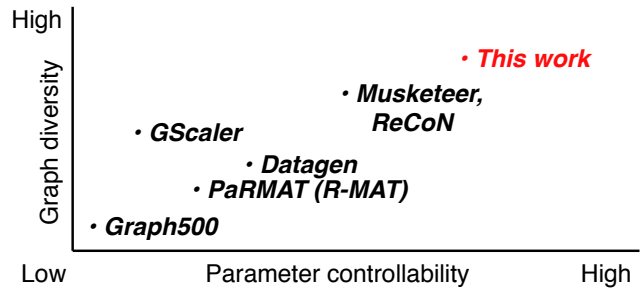 High
Graph diversity
• This work
• Musketeer,
ReCoN
• GScaler
• Datagen
• PaRMAT (R-MAT)
• Graph500
Low
Parameter controllability
High